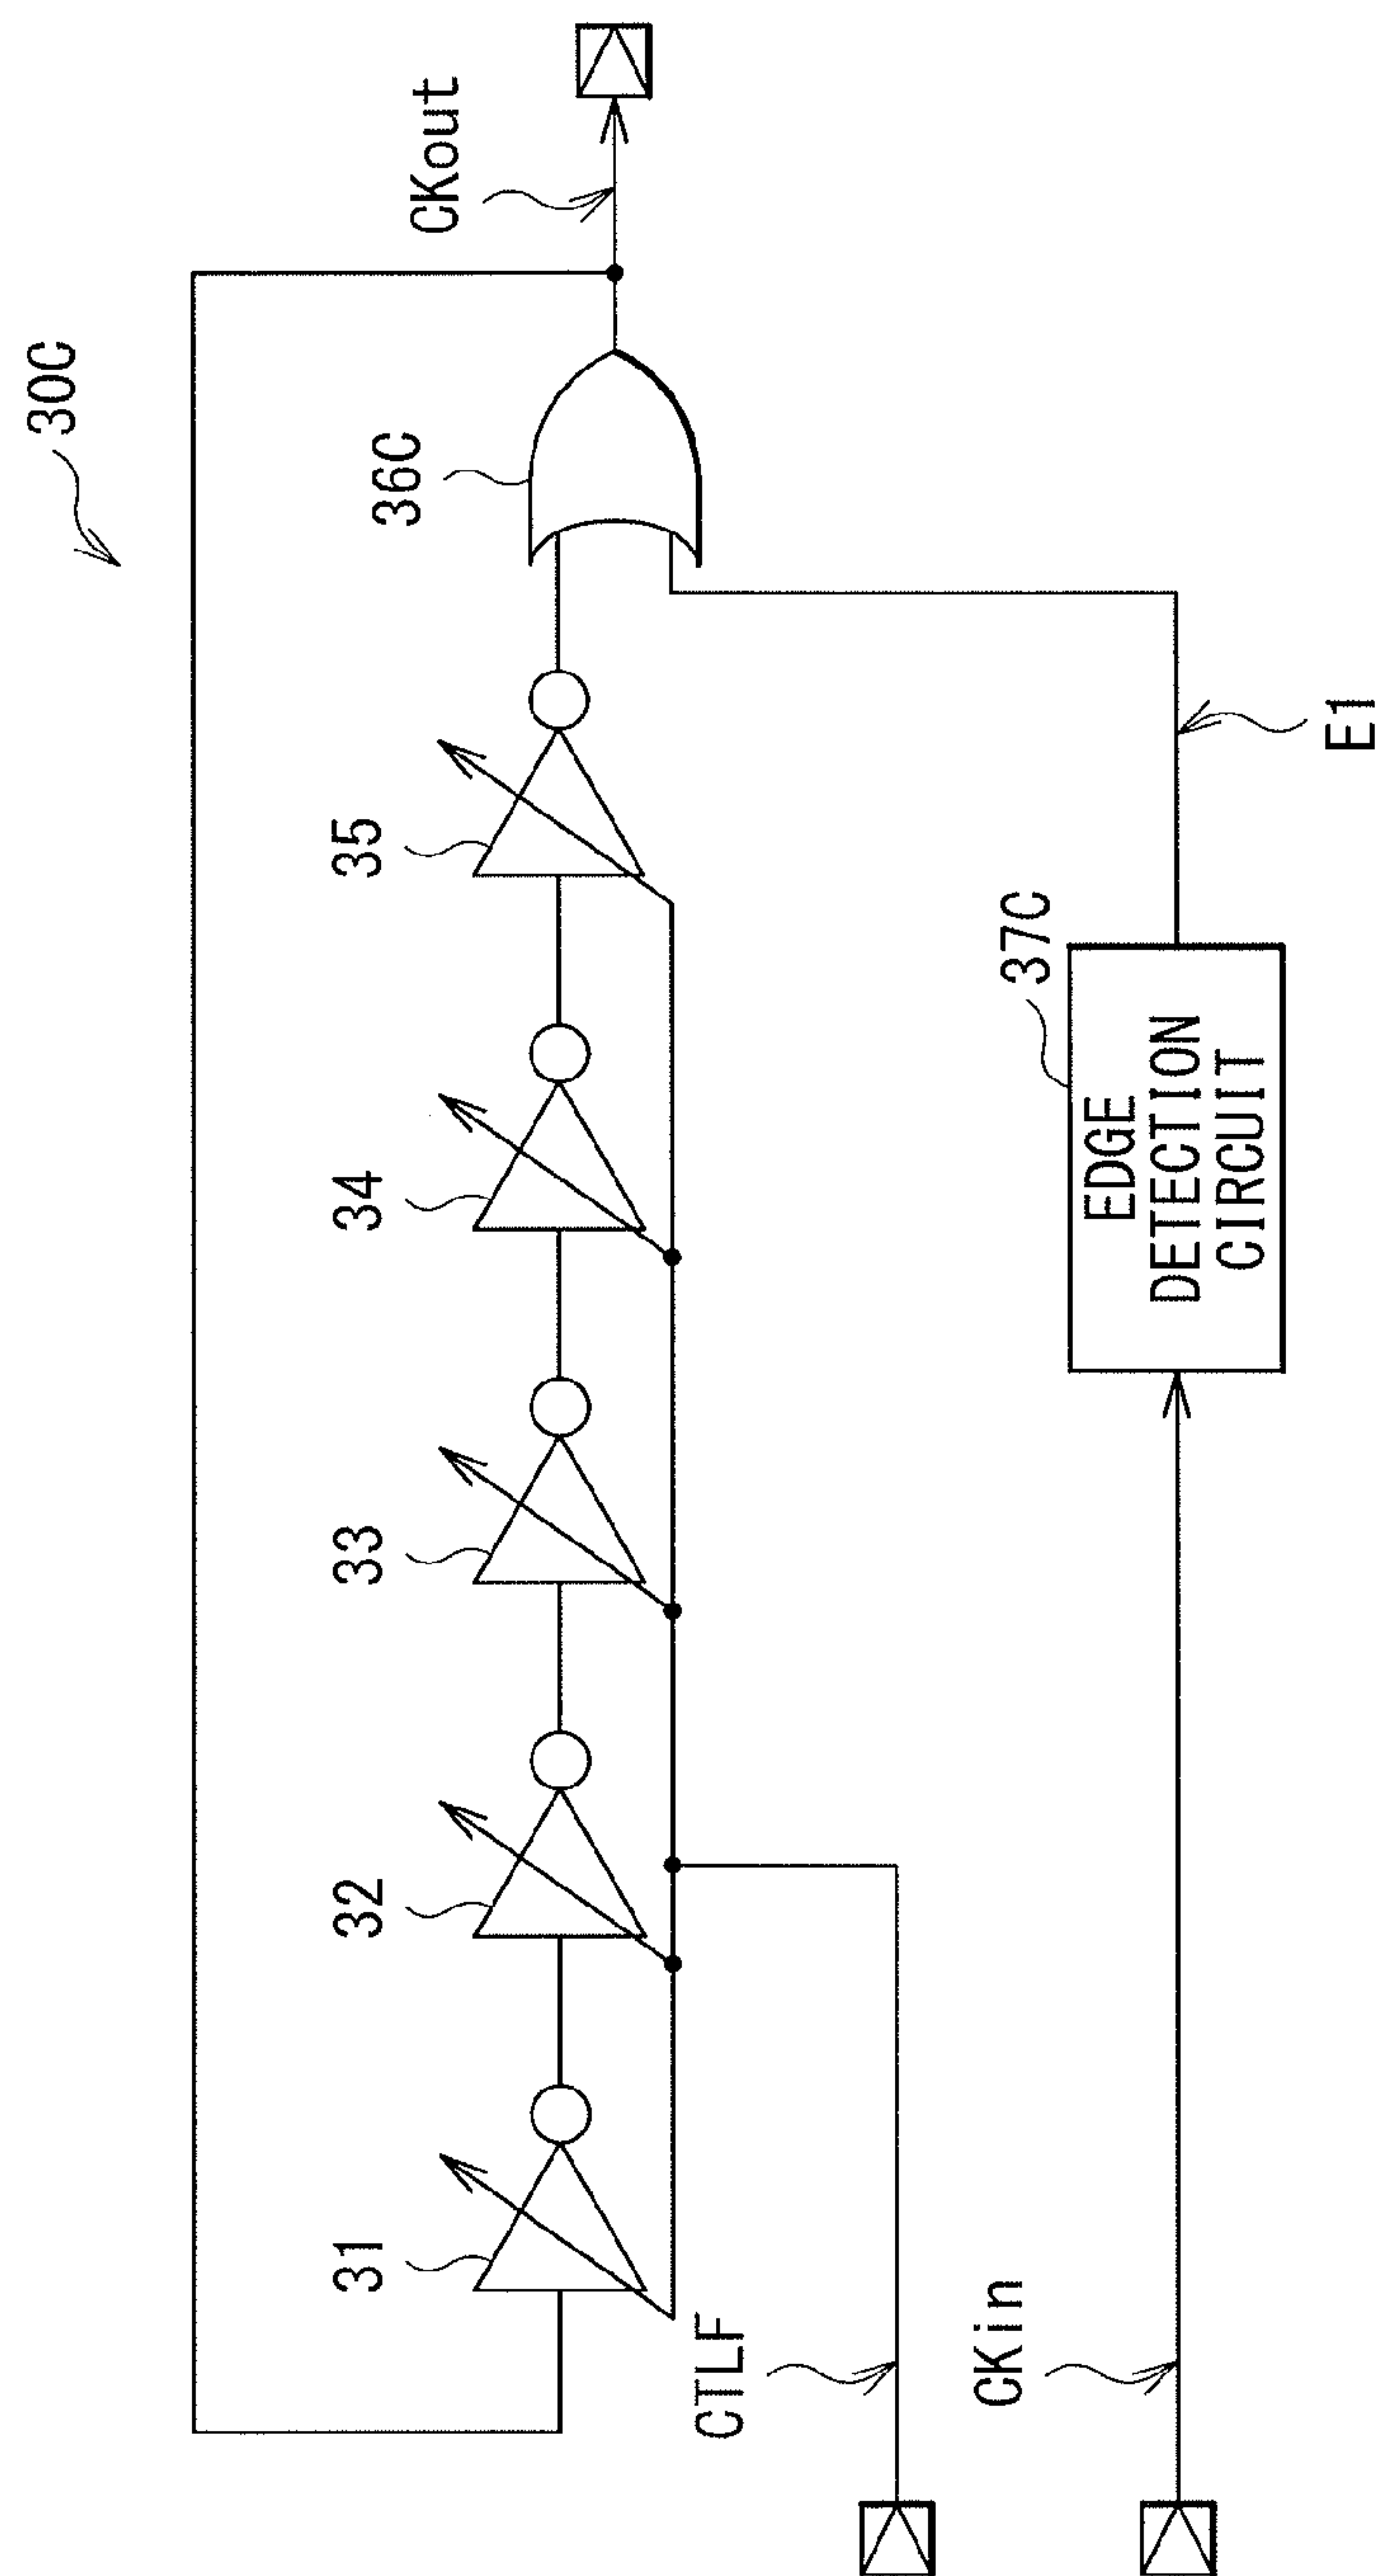 30C
CKout
36C
31
32
33
34
35
CTLF
CKin
37C
EDGE
DETECTION
CIRCUIT
E1